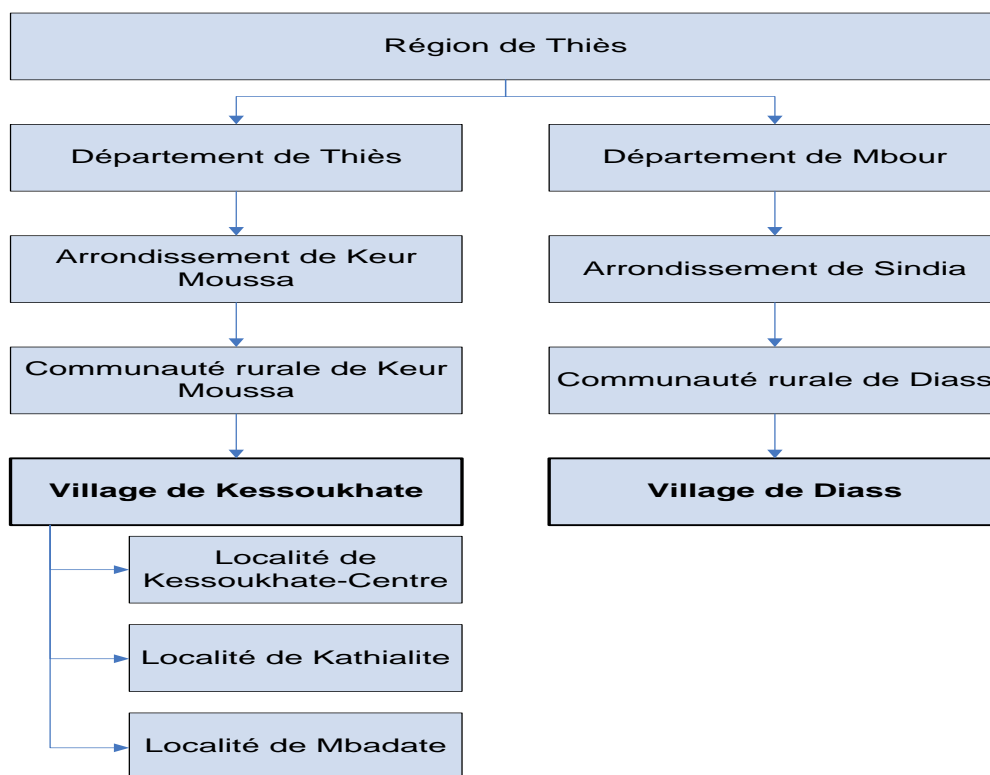 Région de Thiès
Département de Thiès
Département de Mbour
Arrondissement de Keur
Moussa
Arrondissement de Sindia
Communauté rurale de Keur
Moussa
Communauté rurale de Diass
Village de Kessoukhate
Village de Diass
Localité de
Kessoukhate-Centre
Localité de Kathialite
Localité de Mbadate